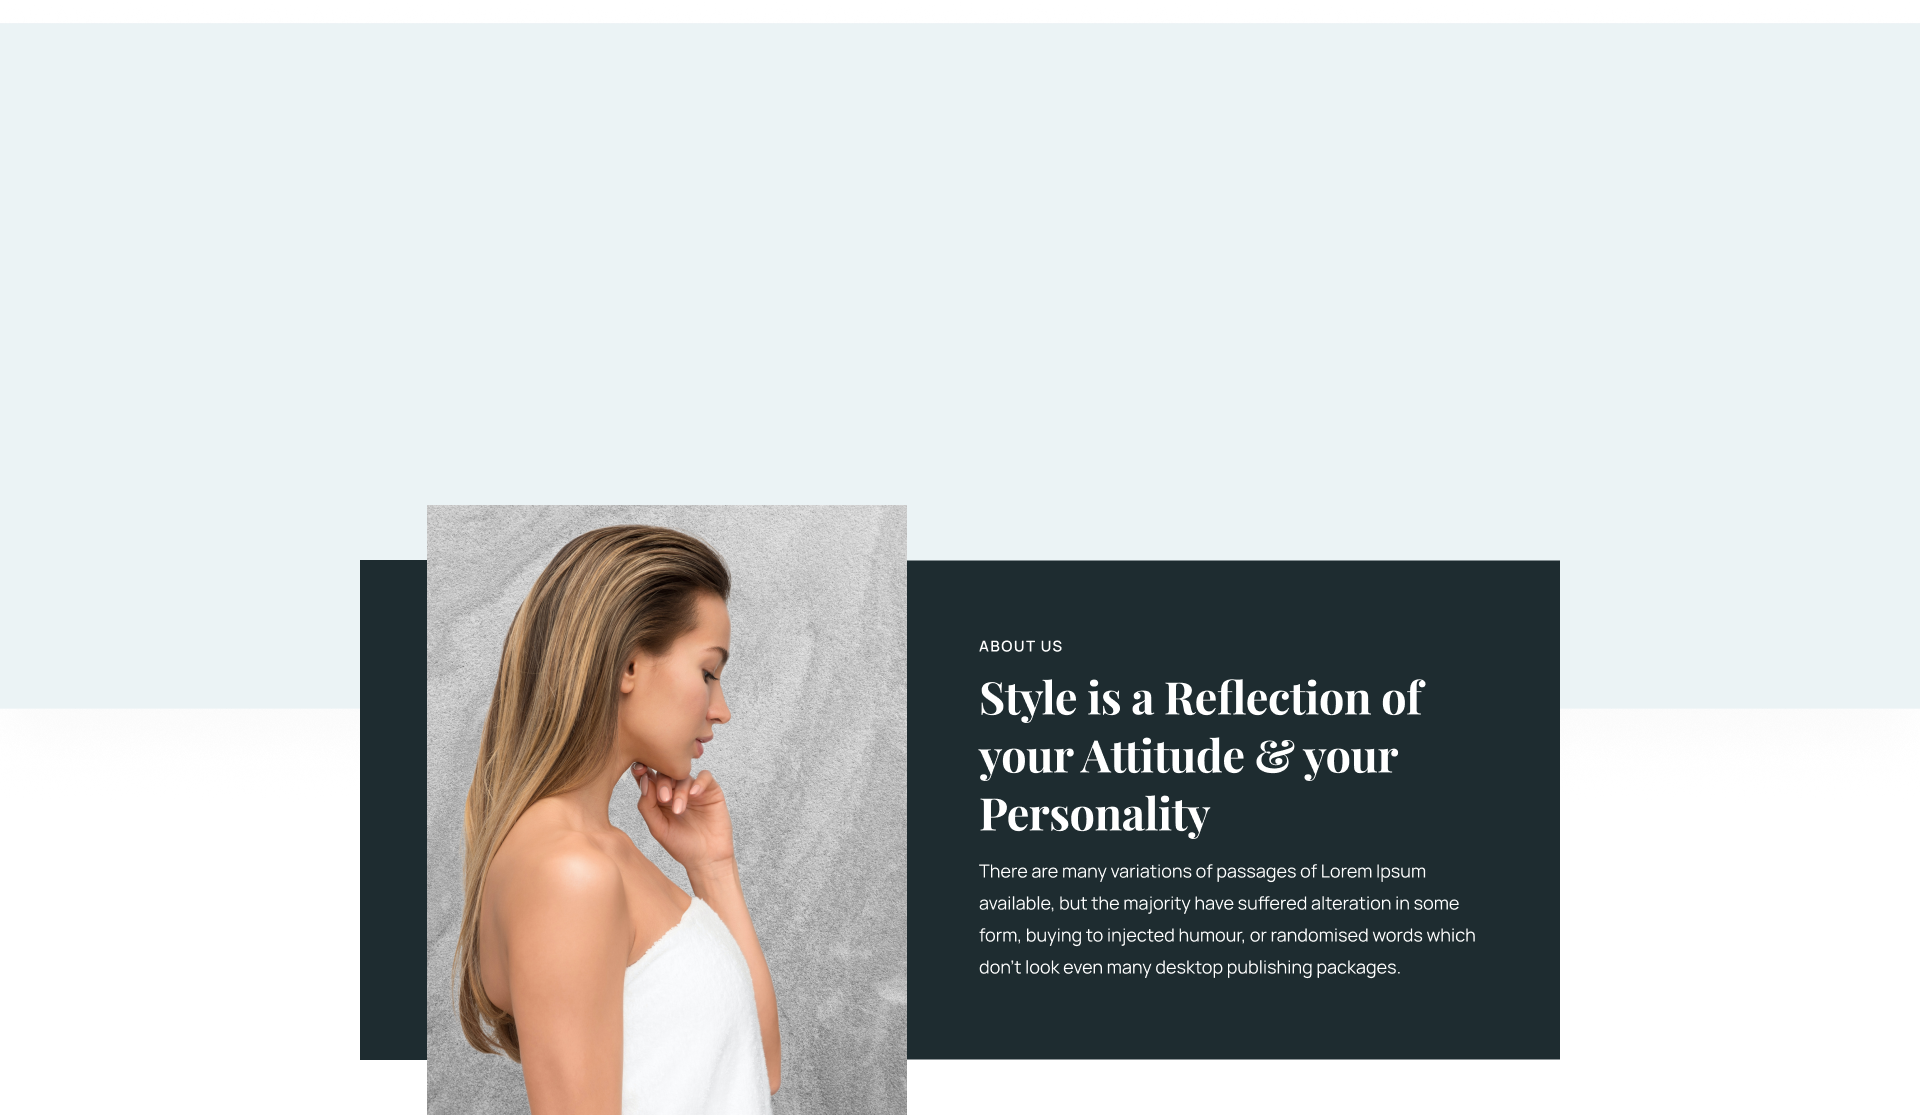 ABOUT US
Style is a Reflection of
your Attitude & your
Personality
There are many variations of passages of Lorem Ipsum
available, but the majority have suffered alteration in some
form, buying to injected humour, or randomised words which
don't look even many desktop publishing packages.